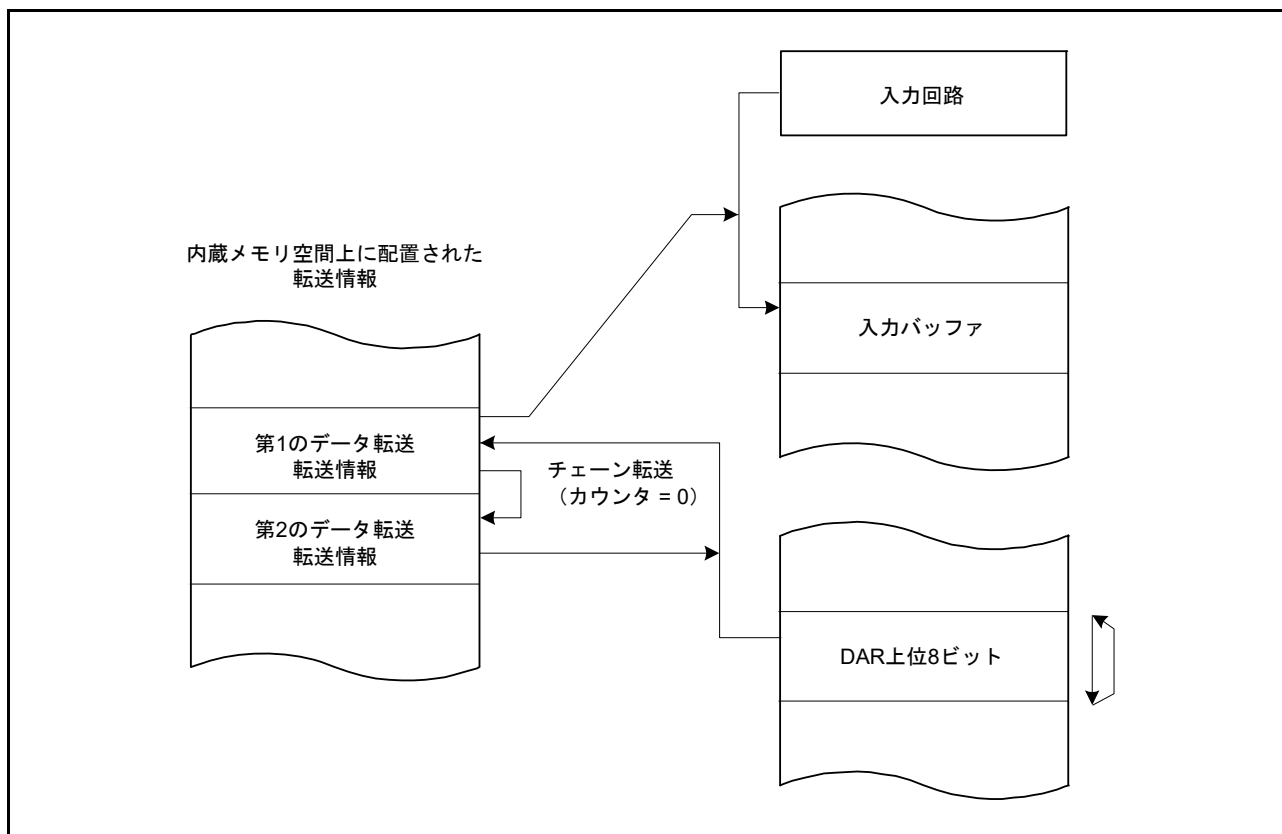 入力回路
内蔵メモリ空間上に配置された
転送情報
入力バッファ
第1のデータ転送
転送情報
チェーン転送
（カウンタ = 0）
第2のデータ転送
転送情報
DAR上位8ビット